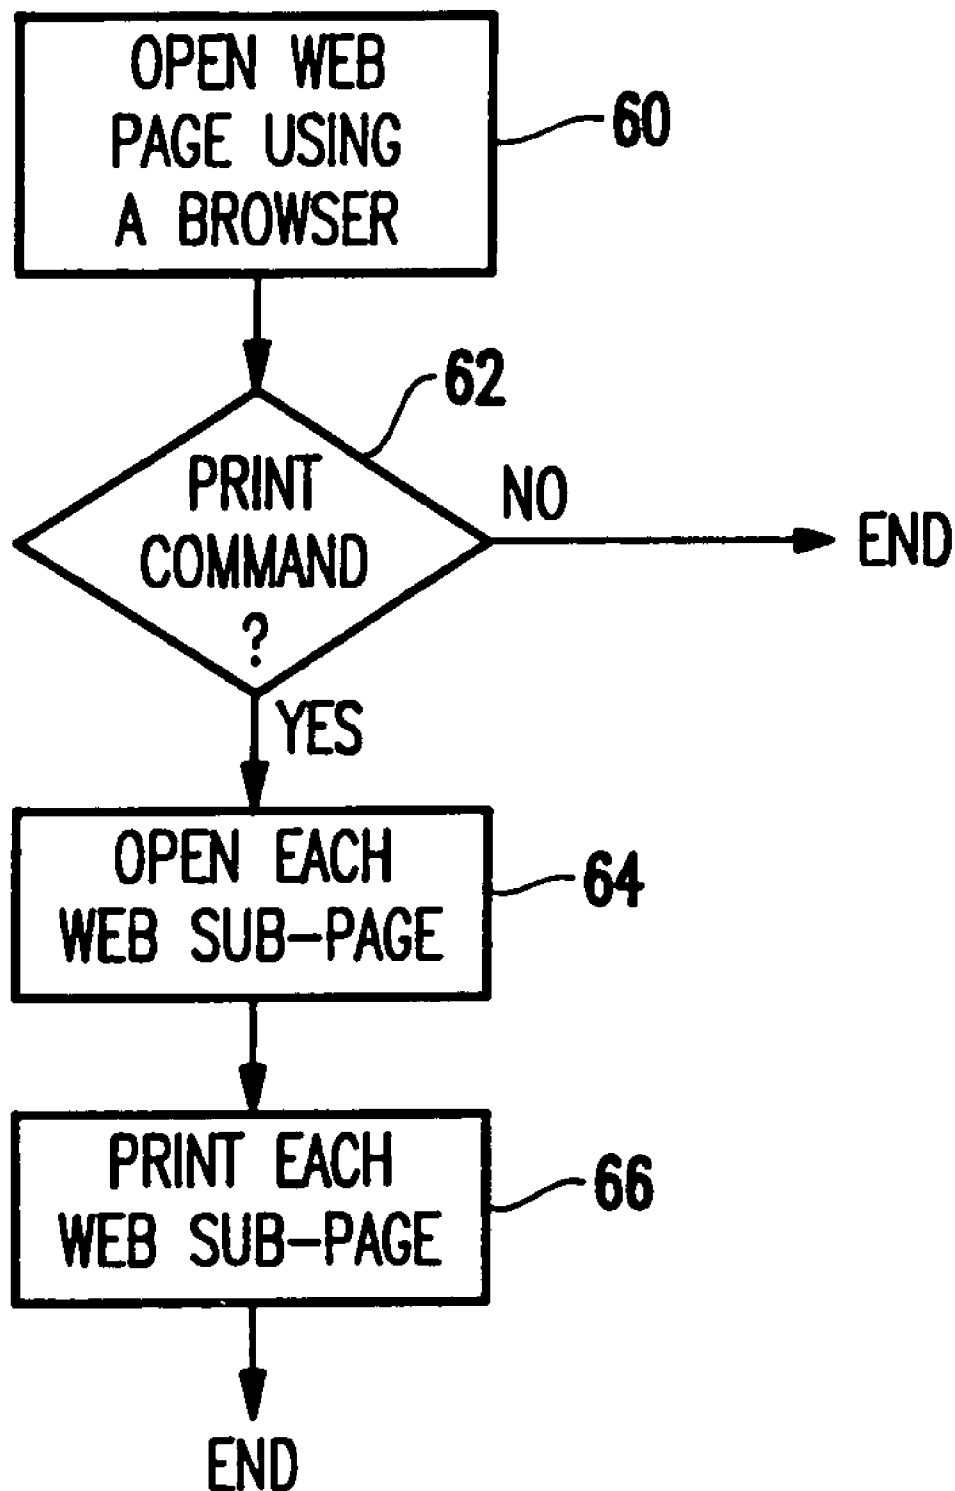 OPEN WEB
PAGE USING
A BROWSER
60
62
PRINT
COMMAND
?
NO
END
YES
OPEN EACH
WEB SUB-PAGE
64
PRINT EACH
WEB SUB-PAGE
66
END